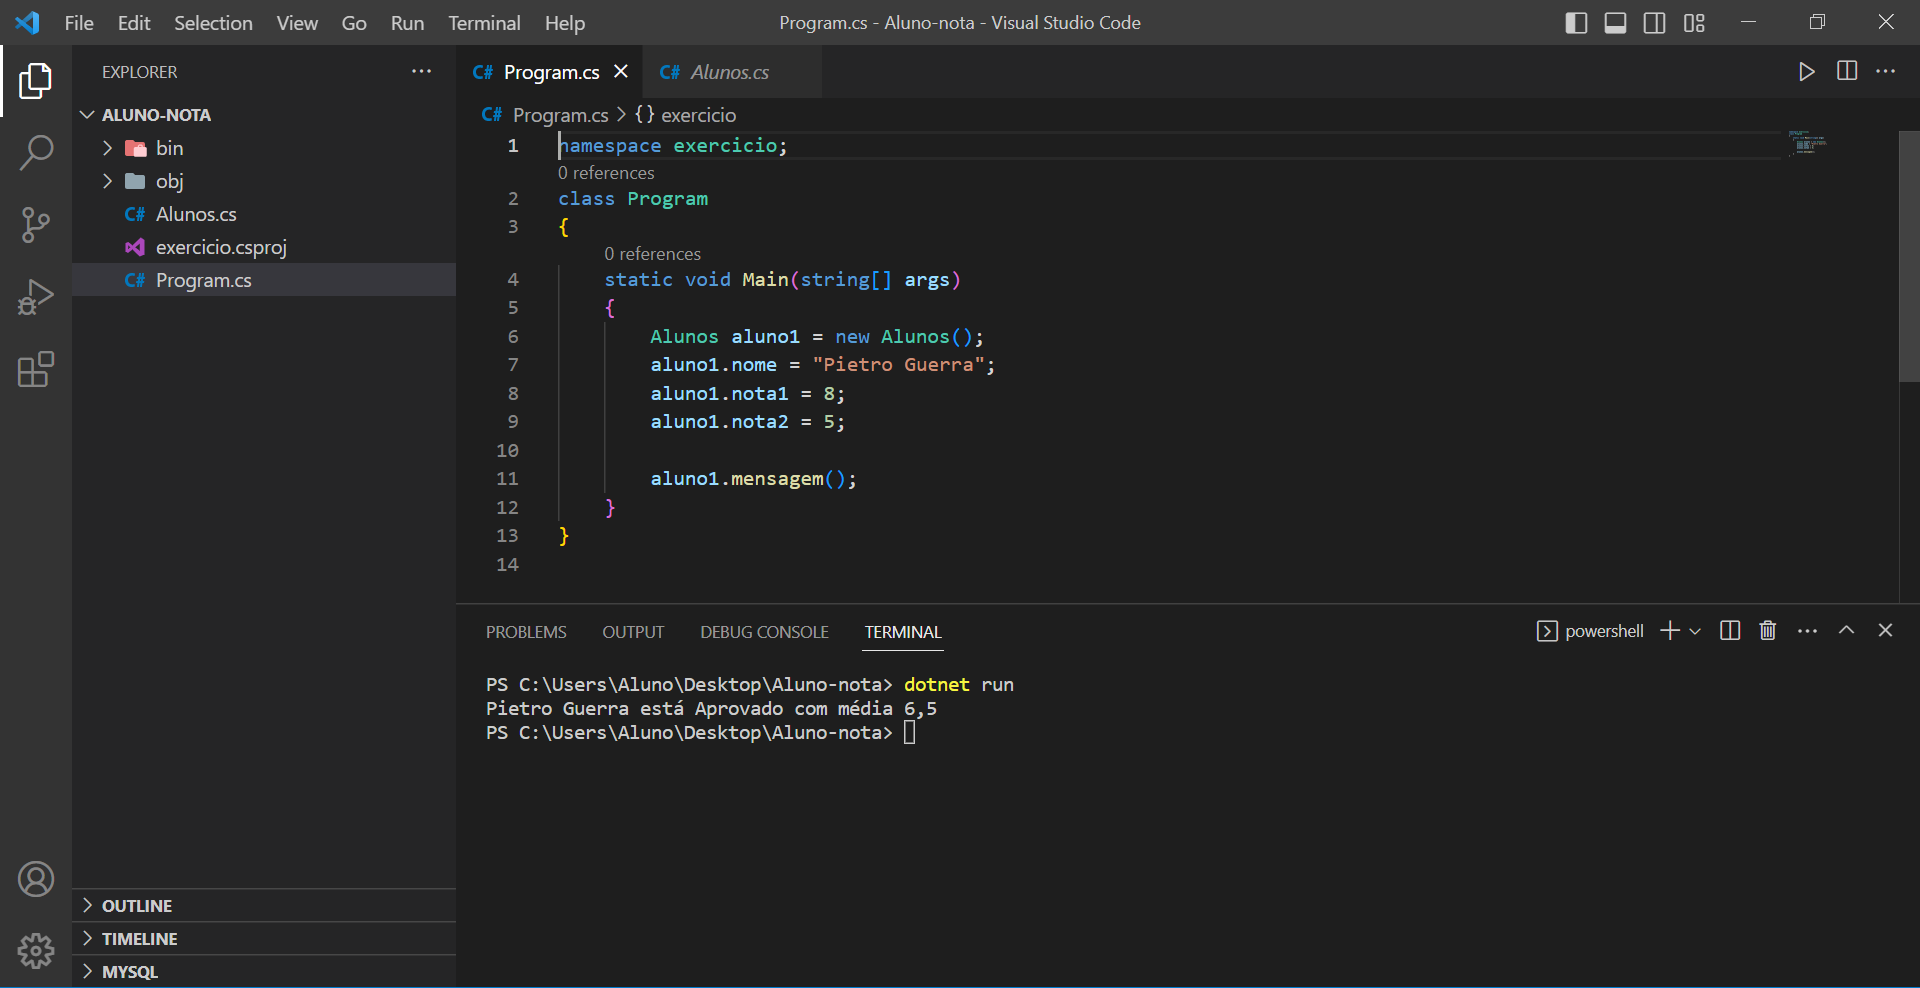 File Edit Selection View Go Run Terminal Help
Program.cs - Aluno-nota - Visual Studio Code
EXPLORER
ALUNO-NOTA
bin
obj
C# Alunos.cs
exercicio.csproj
C# Program.cs
OUTLINE
TIMELINE
MYSQL
C# Program.cs
C# Alunos.cs
C# Program.cs > {} exercicio
1 namespace exercicio;
0 references
2 class Program
3 {
0 references
4 static void Main(string[] args)
5 {
6 Alunos aluno1 = new Alunos();
7 aluno1.nome = "Pietro Guerra";
8 aluno1.nota1 = 8;
9 aluno1.nota2 = 5;
10
11 aluno1.mensagem();
12 }
13 }
14
PROBLEMS OUTPUT DEBUG CONSOLE TERMINAL
powershell
PS C:\Users\Aluno\Desktop\Aluno-nota> dotnet run
Pietro Guerra está Aprovado com média 6,5
PS C:\Users\Aluno\Desktop\Aluno-nota>